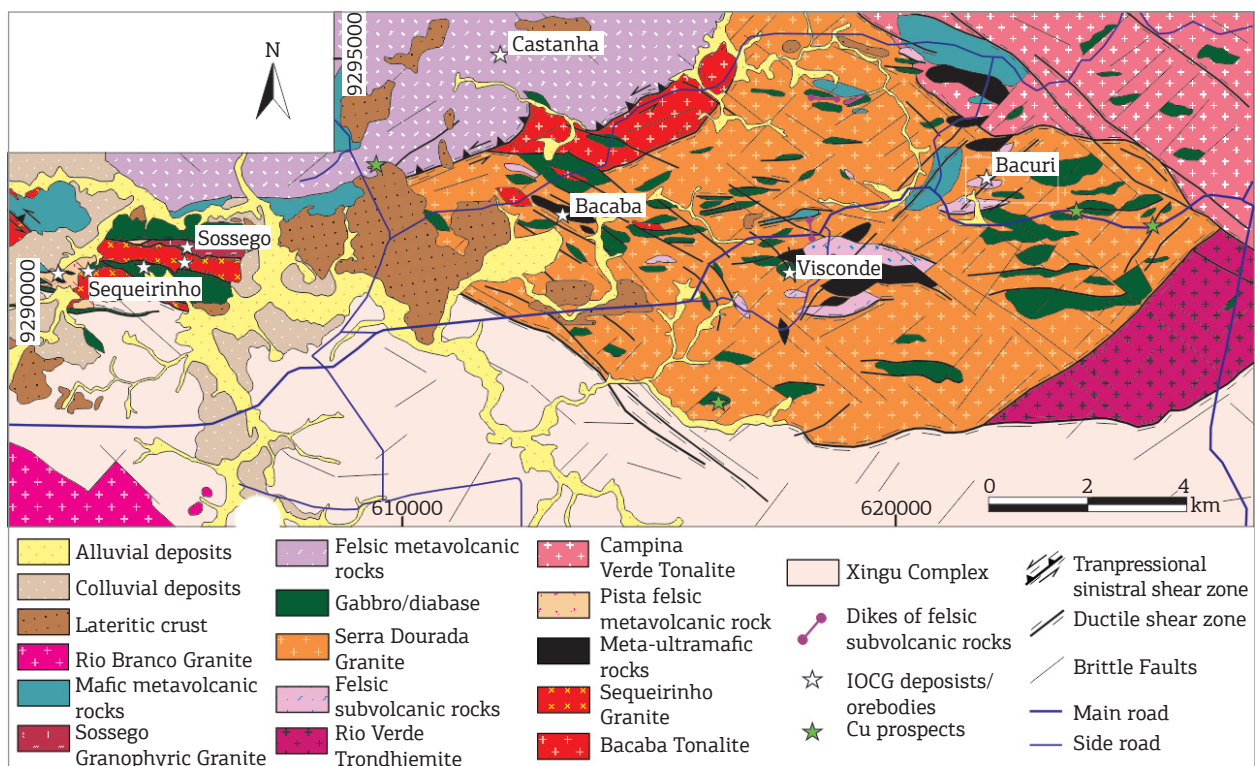 N
9295000
Castanha
Bacuri
Bacaba
Sossego
Visconde
9290000
Sequeirinho
610000
620000
0 2 4
km
Alluvial deposits
Colluvial deposits
Lateritic crust
Rio Branco Granite
Mafic metavolcanic
rocks
Sossego
Granophyric Granite
Felsic metavolcanic
rocks
Gabbro/diabase
Serra Dourada
Granite
Felsic
subvolcanic rocks
Rio Verde
Trondhiemite
Campina
Verde Tonalite
Pista felsic
metavolcanic rock
Meta-ultramafic
rocks
Sequeirinho
Granite
Bacaba Tonalite
Xingu Complex
Dikes of felsic
subvolcanic rocks
IOCG deposists/
orebodies
Cu prospects
Tranpressional
sinistral shear zone
Ductile shear zone
Brittle Faults
Main road
Side road